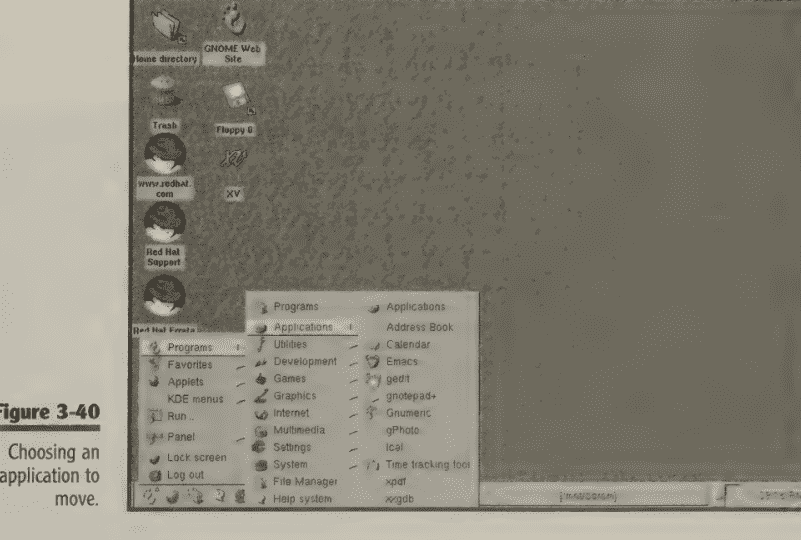 Home directory
GNOME Web
Site
Trash
Floppy 0
www.redhat.
com
XV
Red Hat
Support
Red Hat Errata
Programs
Favorites
Applets
KDE menus
Run...
Panel
Lock screen
Log out
Programs
Applications
Utilities
Development
Games
Graphics
Internet
Multimedia
Settings
System
File Manager
Help system
Applications
Address Book
Calendar
Emacs
gedit
gnotepad+
Gnumeric
gPhoto
ical
Time tracking tool
xpdf
xxgdb
Figure 3-40
Choosing an
application to
move.